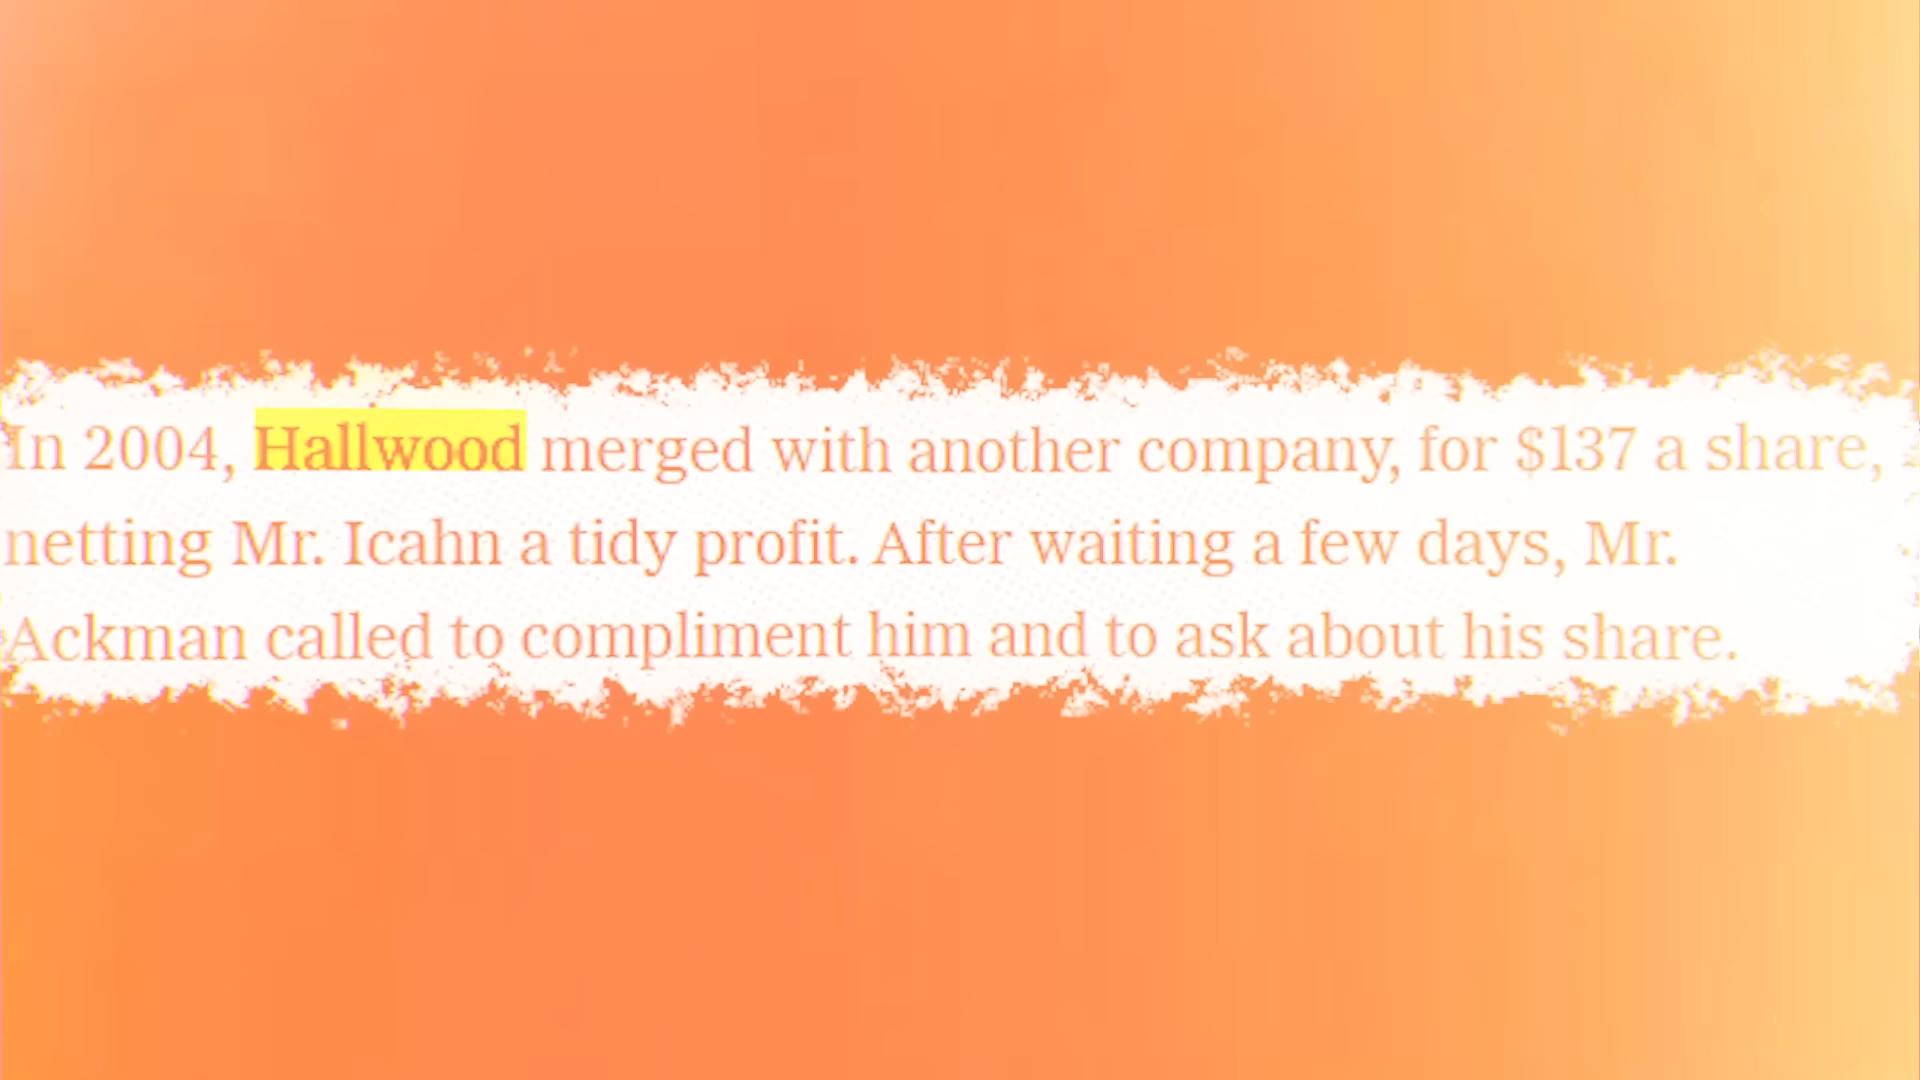 In 2004, Hallwood merged with another company, for $137 a share,
netting Mr. Icahn a tidy profit. After waiting a few days, Mr.
Ackman called to compliment him and to ask about his share.